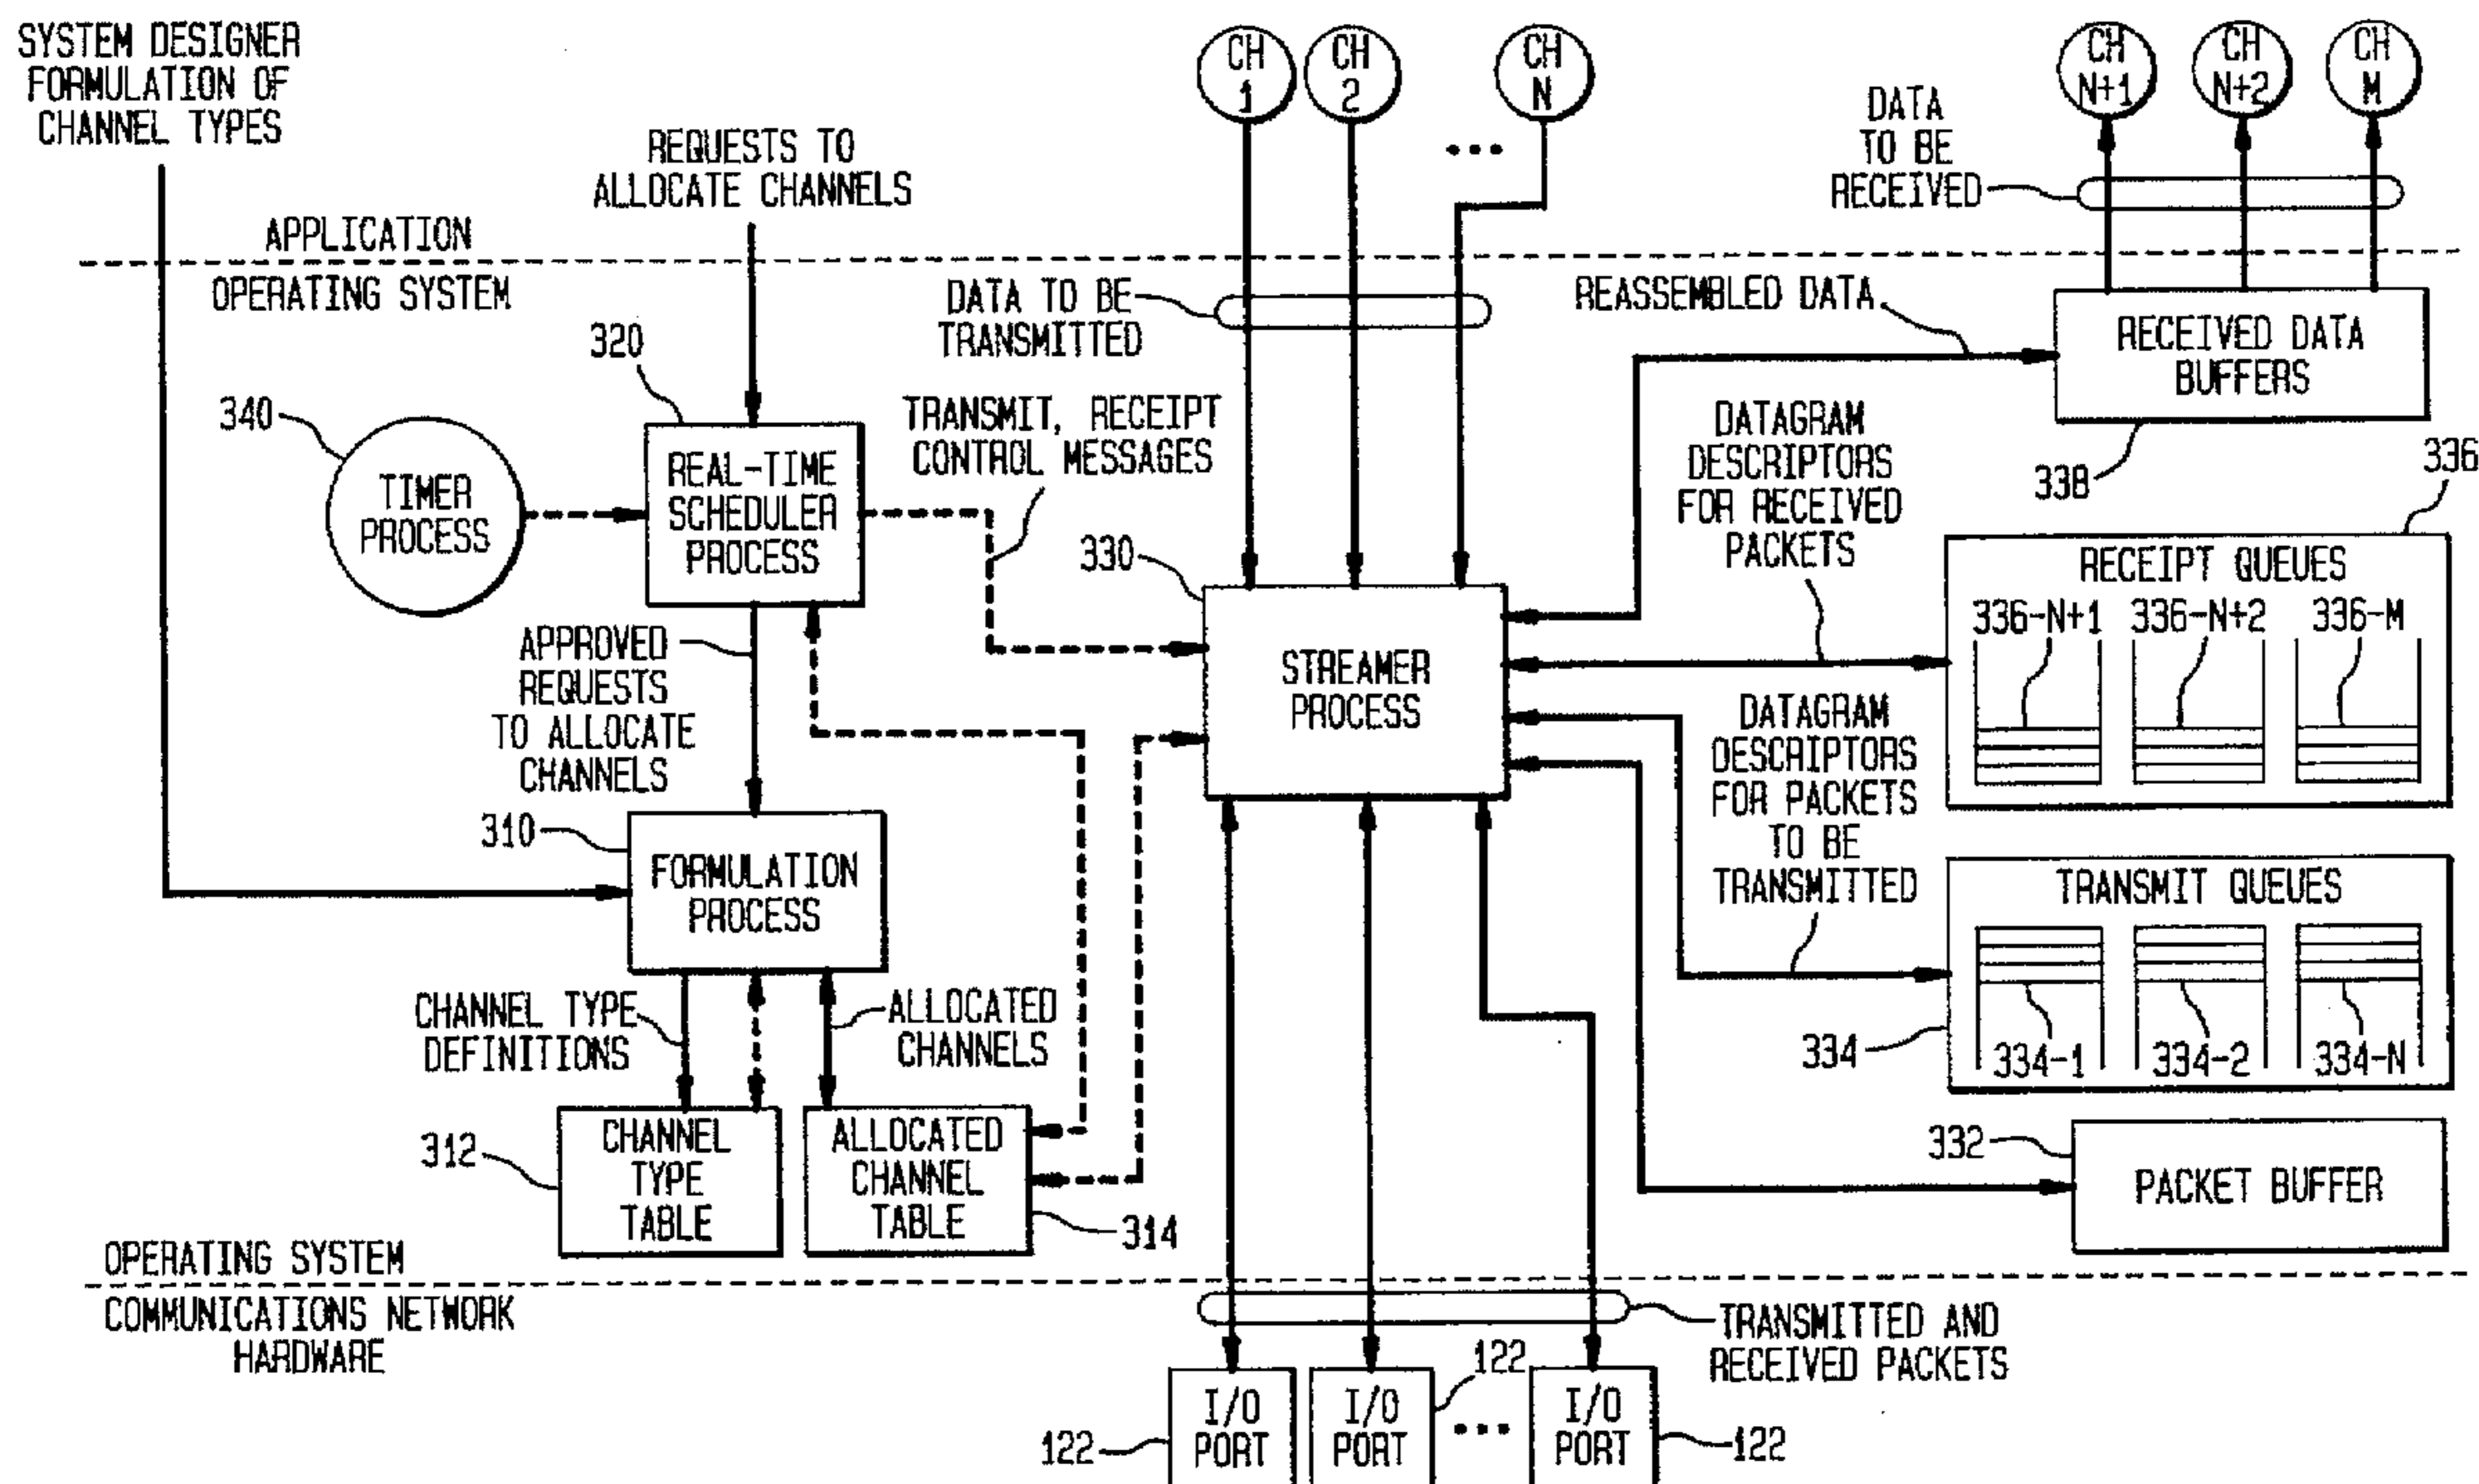 SYSTEM DESIGNER
FORMULATION OF
CHANNEL TYPES
REQUESTS TO
ALLOCATE CHANNELS
CH
1
CH
2
CH
N
...
DATA
TO BE
RECEIVED
CH
N+1
CH
N+2
CH
M
APPLICATION
OPERATING SYSTEM
DATA TO BE
TRANSMITTED
REASSEMBLED DATA
RECEIVED DATA
BUFFERS
338
320
340
TIMER
PROCESS
REAL-TIME
SCHEDULER
PROCESS
TRANSMIT, RECEIPT
CONTROL MESSAGES
DATAGRAM
DESCRIPTORS
FOR RECEIVED
PACKETS
336
RECEIPT QUEUES
336-N+1
336-N+2
336-M
330
STREAMER
PROCESS
APPROVED
REQUESTS
TO ALLOCATE
CHANNELS
DATAGRAM
DESCRIPTORS
FOR PACKETS
TO BE
TRANSMITTED
310
FORMULATION
PROCESS
TRANSMIT QUEUES
334
334-1
334-2
334-N
CHANNEL TYPE
DEFINITIONS
ALLOCATED
CHANNELS
312
CHANNEL
TYPE
TABLE
ALLOCATED
CHANNEL
TABLE
314
332
PACKET BUFFER
OPERATING SYSTEM
COMMUNICATIONS NETWORK
HARDWARE
TRANSMITTED AND
RECEIVED PACKETS
122
I/O
PORT
I/O
PORT
122
...
I/O
PORT
122